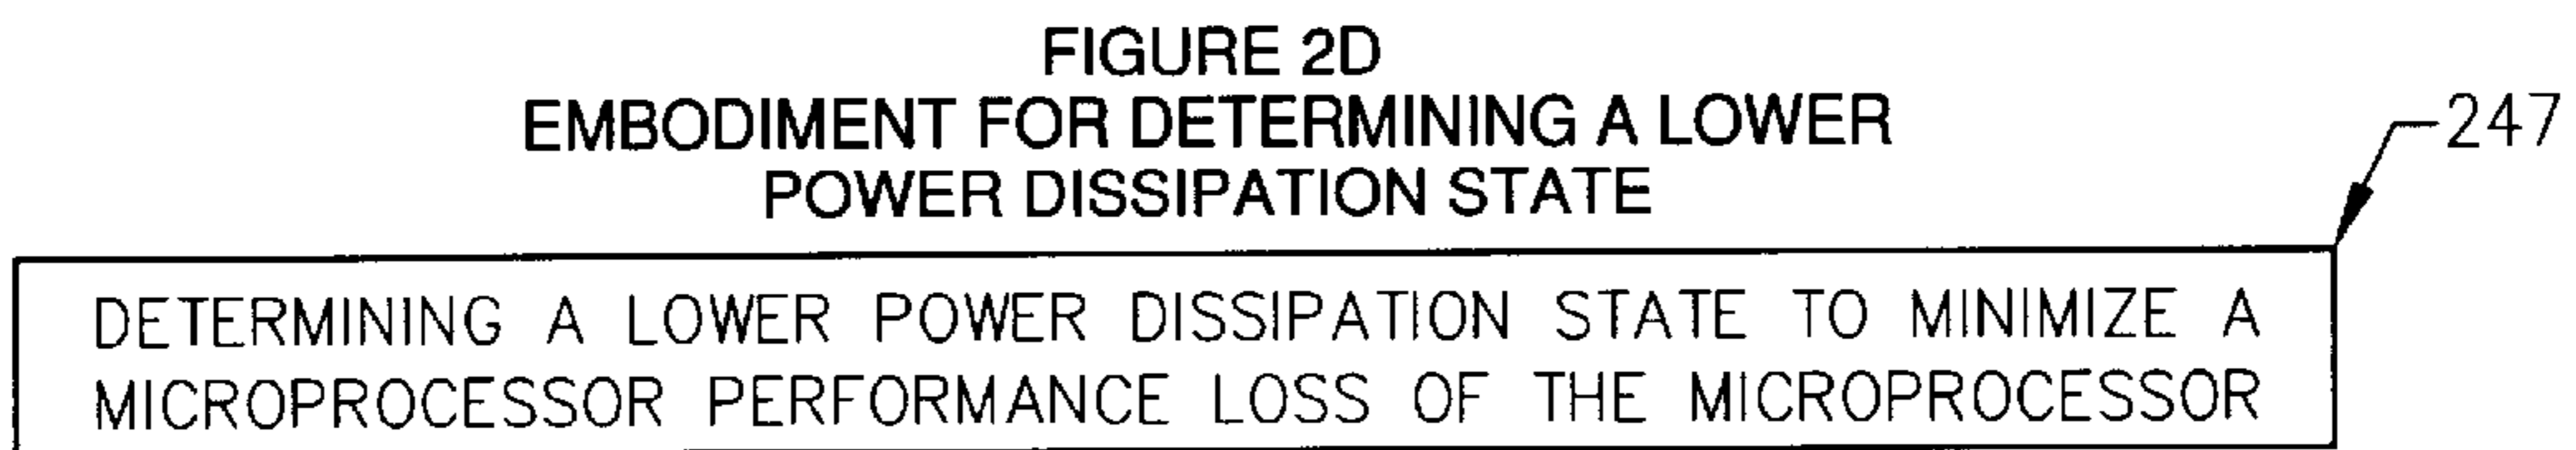 FIGURE 2D
EMBODIMENT FOR DETERMINING A LOWER
POWER DISSIPATION STATE
247
DETERMINING A LOWER POWER DISSIPATION STATE TO MINIMIZE A
MICROPROCESSOR PERFORMANCE LOSS OF THE MICROPROCESSOR